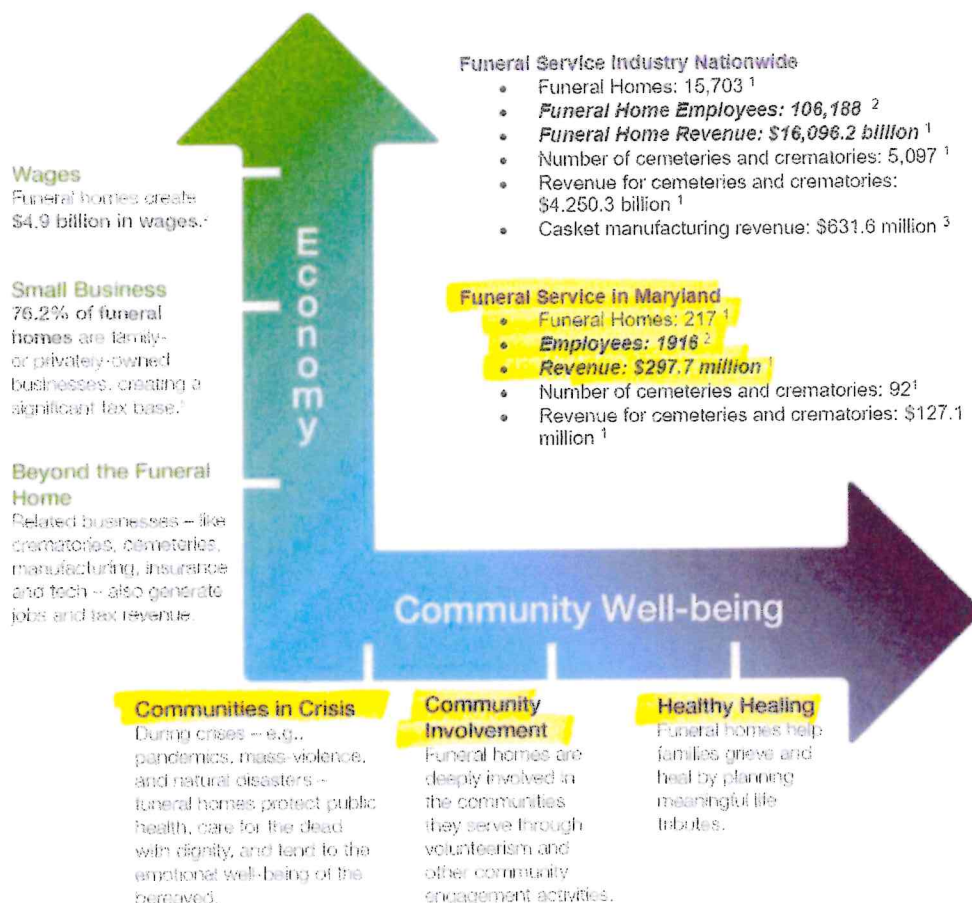 Funeral Service Industry Nationwide
• Funeral Homes: 15,703 1
• Funeral Home Employees: 106,188 2
• Funeral Home Revenue: $16,096.2 billion 1
• Number of cemeteries and crematories: 5,097 1
• Revenue for cemeteries and crematories:
$4.250.3 billion 1
• Casket manufacturing revenue: $631.6 million 3
Wages
Funeral homes create
$4.9 billion in wages.
Small Business
76.2% of funeral
homes are family-
or privately-owned
businesses, creating a
significant tax base.
Beyond the Funeral
Home
Related businesses – like
crematories, cemeteries,
manufacturing, insurance
and tech – also generate
jobs and tax revenue.
Economy
Funeral Service in Maryland
• Funeral Homes: 217 1
• Employees: 1916 2
• Revenue: $297.7 million 1
• Number of cemeteries and crematories: 92 1
• Revenue for cemeteries and crematories: $127.1
million 1
Community Well-being
Communities in Crisis
During crises – e.g.,
pandemics, mass-violence,
and natural disasters –
funeral homes protect public
health, care for the dead
with dignity, and tend to the
emotional well-being of the
bereaved.
Community
Involvement
Funeral homes are
deeply involved in
the communities
they serve through
volunteerism and
other community
engagement activities.
Healthy Healing
Funeral homes help
families grieve and
heal by planning
meaningful life
tributes.